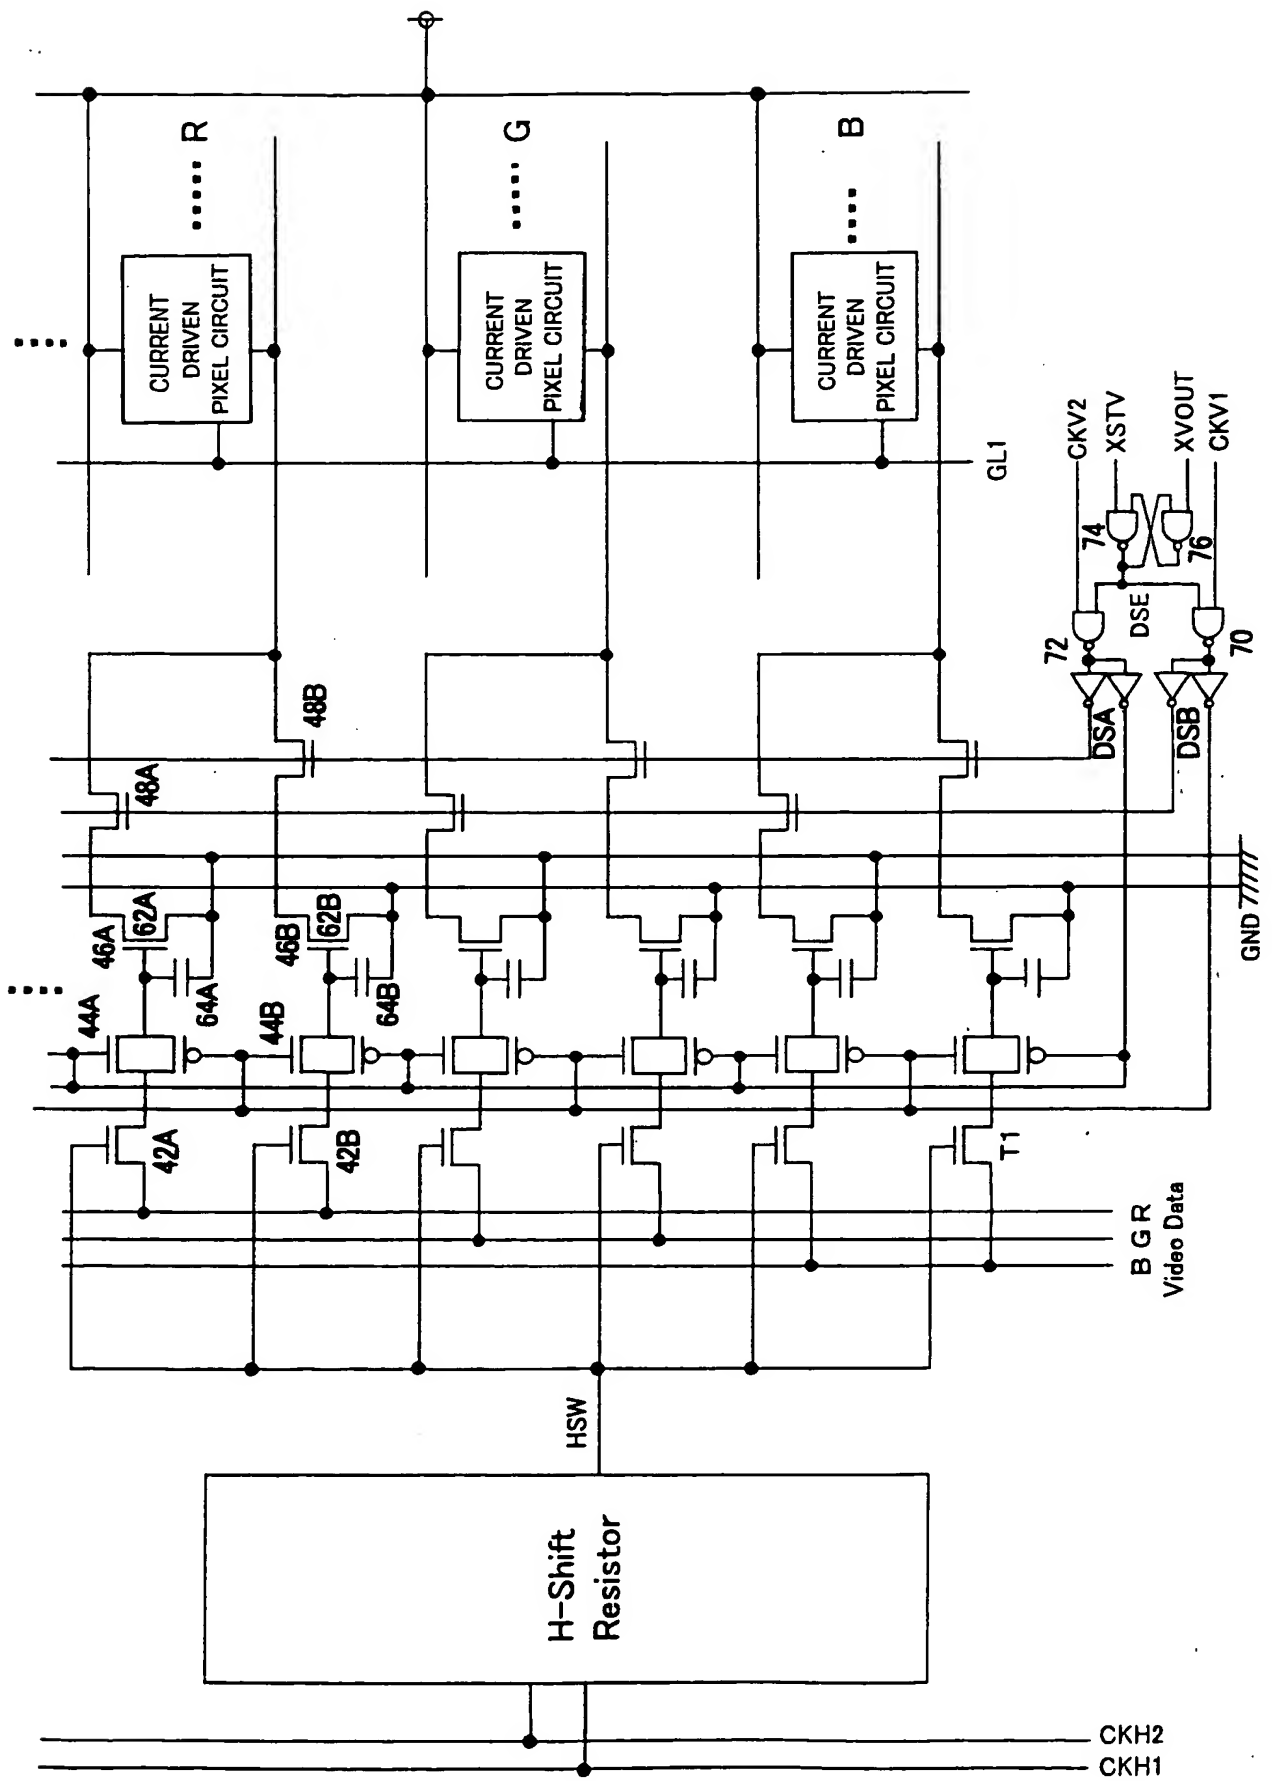 R
G
B
CURRENT
DRIVEN
PIXEL CIRCUIT
CURRENT
DRIVEN
PIXEL CIRCUIT
CURRENT
DRIVEN
PIXEL CIRCUIT
GL1
CKV2
XSTV
XVOUT
CKV1
74
76
DSE
72
70
DSA
DSB
48A
48B
46A
62A
46B
62B
64A
64B
44A
44B
GND
42A
42B
T1
B G R
Video Data
HSW
H-Shift
Resistor
CKH2
CKH1